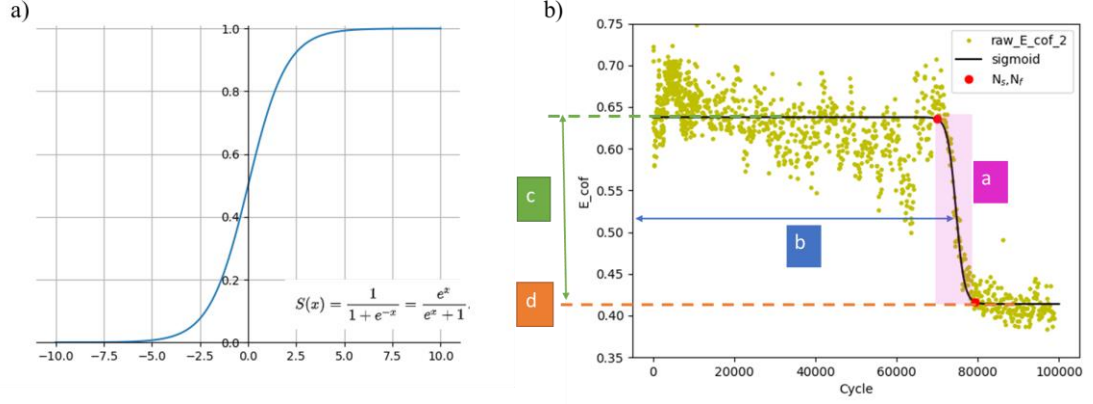 a)
1.0
0.8
0.6
0.4
0.2
0.0
−10.0 −7.5 −5.0 −2.5 0.0 2.5 5.0 7.5 10.0
S(x) = 1 / (1 + e^{−x}) = e^x / (e^x + 1).
b)
0.75
0.70
0.65
0.60
0.55
0.50
0.45
0.40
0.35
E_cof
raw_E_cof_2
sigmoid
N_s,N_f
a
b
c
d
0 20000 40000 60000 80000 100000
Cycle